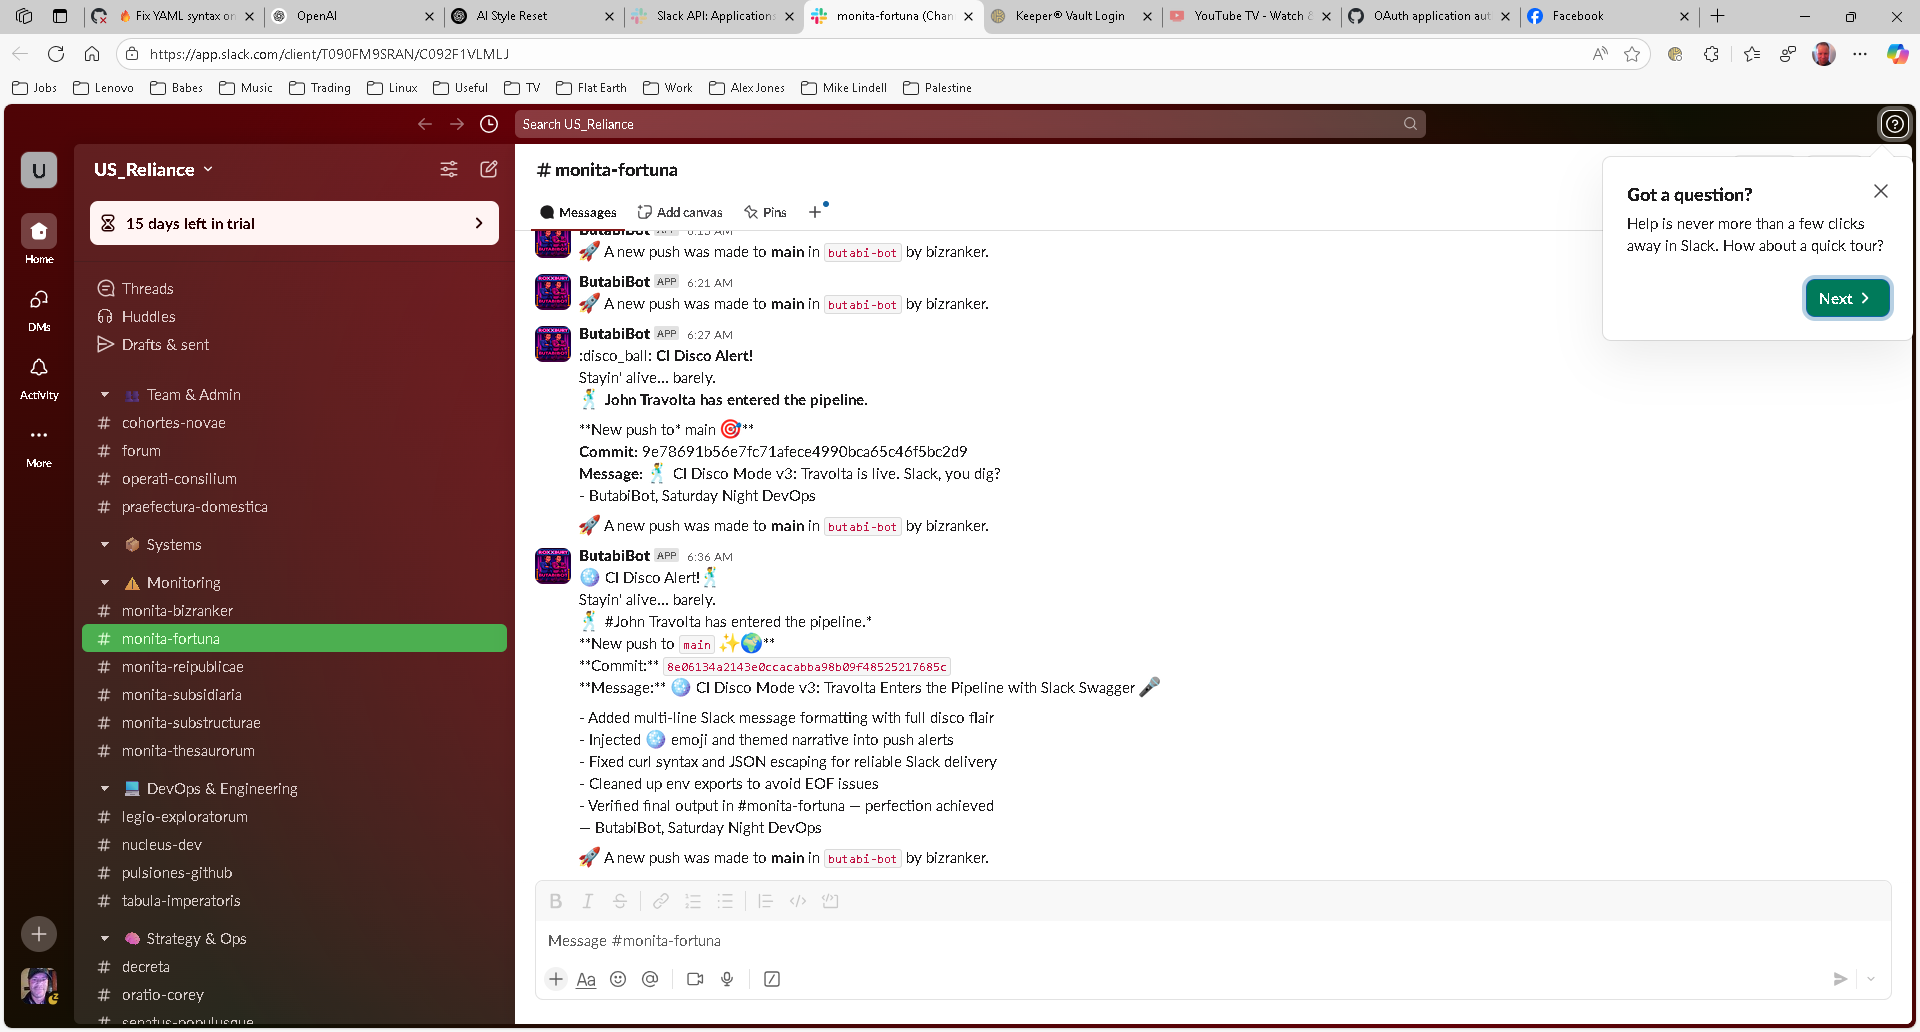 🔥 Fix YAML syntax on
OpenAI
AI Style Reset
Slack API: Applications
monita-fortuna (Chan
Keeper® Vault Login
YouTube TV - Watch &
OAuth application aut
Facebook
https://app.slack.com/client/T090FM9SRAN/C092F1VLMLJ
Jobs
Lenovo
Babes
Music
Trading
Linux
Useful
TV
Flat Earth
Work
Alex Jones
Mike Lindell
Palestine
Search US_Reliance
U
Home
DMs
Activity
More
US_Reliance
15 days left in trial
Threads
Huddles
Drafts & sent
👥 Team & Admin
# cohortes-novae
# forum
# operati-consilium
# praefectura-domestica
📦 Systems
⚠️ Monitoring
# monita-bizranker
# monita-fortuna
# monita-reipublicae
# monita-subsidiaria
# monita-substructurae
# monita-thesaurorum
💻 DevOps & Engineering
# legio-exploratorum
# nucleus-dev
# pulsiones-github
# tabula-imperatoris
🧠 Strategy & Ops
# decreta
# oratio-corey
# senatus-populusque
# monita-fortuna
Messages
Add canvas
Pins
ButabiBot APP 6:15 AM
🚀 A new push was made to main in butabi-bot by bizranker.
ButabiBot APP 6:21 AM
🚀 A new push was made to main in butabi-bot by bizranker.
ButabiBot APP 6:27 AM
:disco_ball: CI Disco Alert!
Stayin' alive... barely.
🕺 John Travolta has entered the pipeline.
**New push to* main 🎯**
Commit: 9e78691b56e7fc71afece4990bca65c46f5bc2d9
Message: 🕺 CI Disco Mode v3: Travolta is live. Slack, you dig?
- ButabiBot, Saturday Night DevOps
🚀 A new push was made to main in butabi-bot by bizranker.
ButabiBot APP 6:36 AM
🪩 CI Disco Alert!🕺
Stayin' alive... barely.
🕺 #John Travolta has entered the pipeline.*
**New push to main ✨🌍**
**Commit:** 8e06134a2143e0ccacabba98b09f48525217685c
**Message:** 🪩 CI Disco Mode v3: Travolta Enters the Pipeline with Slack Swagger 🎤
- Added multi-line Slack message formatting with full disco flair
- Injected 🪩 emoji and themed narrative into push alerts
- Fixed curl syntax and JSON escaping for reliable Slack delivery
- Cleaned up env exports to avoid EOF issues
- Verified final output in #monita-fortuna — perfection achieved
— ButabiBot, Saturday Night DevOps
🚀 A new push was made to main in butabi-bot by bizranker.
Message #monita-fortuna
Aa
Got a question?
Help is never more than a few clicks
away in Slack. How about a quick tour?
Next